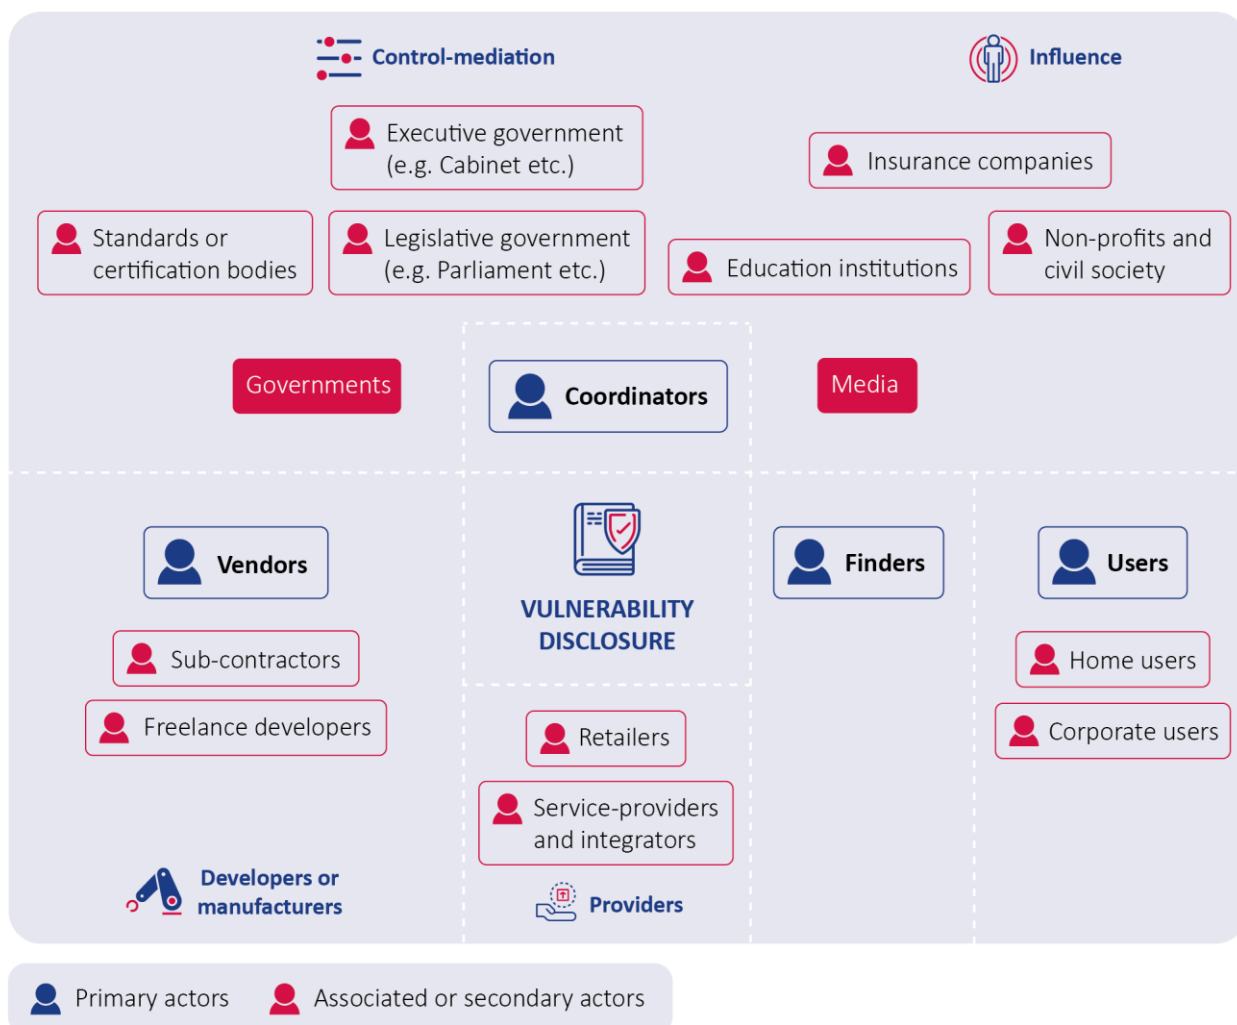 Control-mediation
Influence
Executive government
(e.g. Cabinet etc.)
Insurance companies
Standards or
certification bodies
Legislative government
(e.g. Parliament etc.)
Education institutions
Non-profits and
civil society
Governments
Coordinators
Media
Vendors
Sub-contractors
Freelance developers
Developers or
manufacturers
VULNERABILITY
DISCLOSURE
Retailers
Service-providers
and integrators
Providers
Finders
Users
Home users
Corporate users
Primary actors
Associated or secondary actors